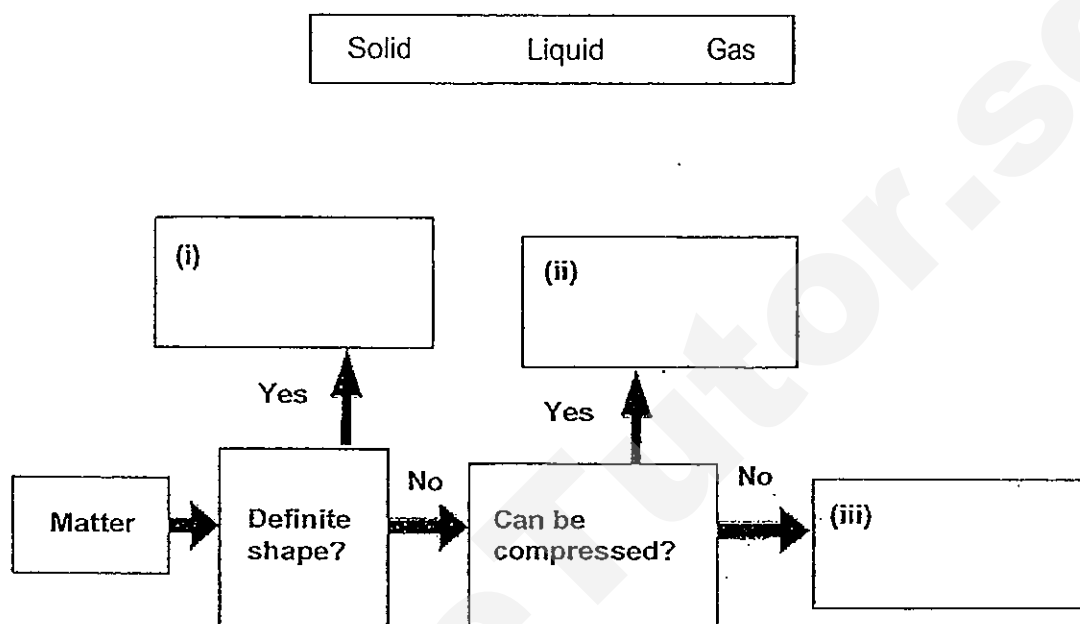 Solid Liquid Gas
(i)
(ii)
Yes
Yes
Matter
Definite
shape?
No
Can be
compressed?
No
(iii)